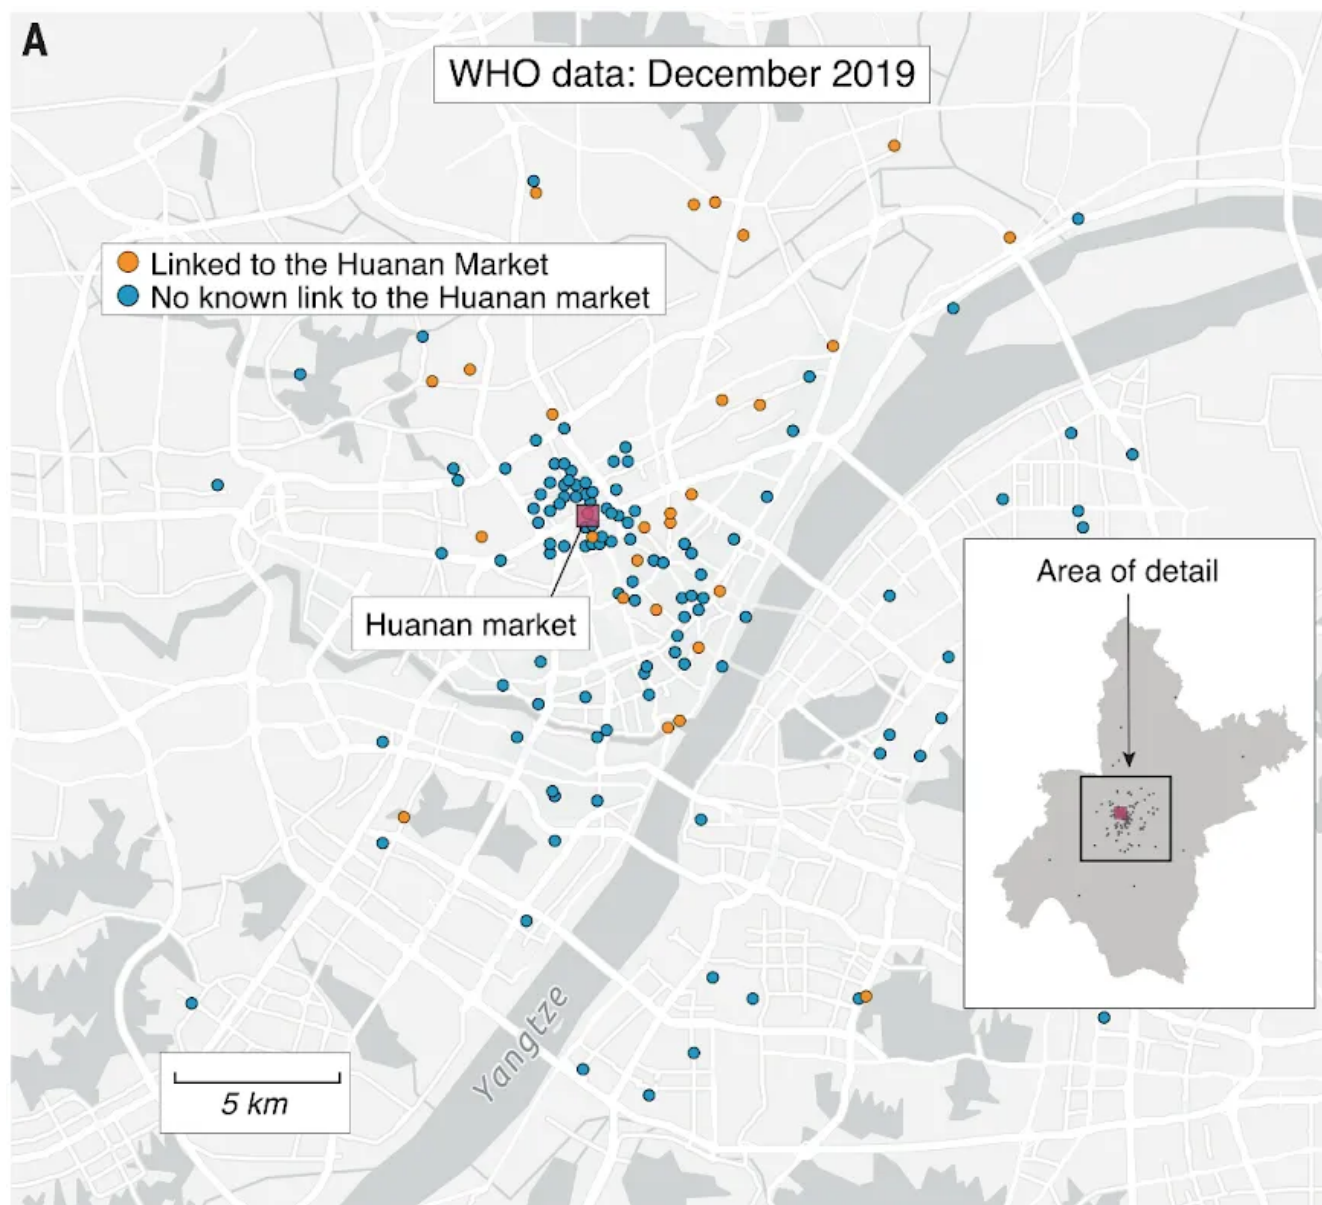 A
WHO data: December 2019
Linked to the Huanan Market
No known link to the Huanan market
Huanan market
Area of detail
Yangtze
5 km